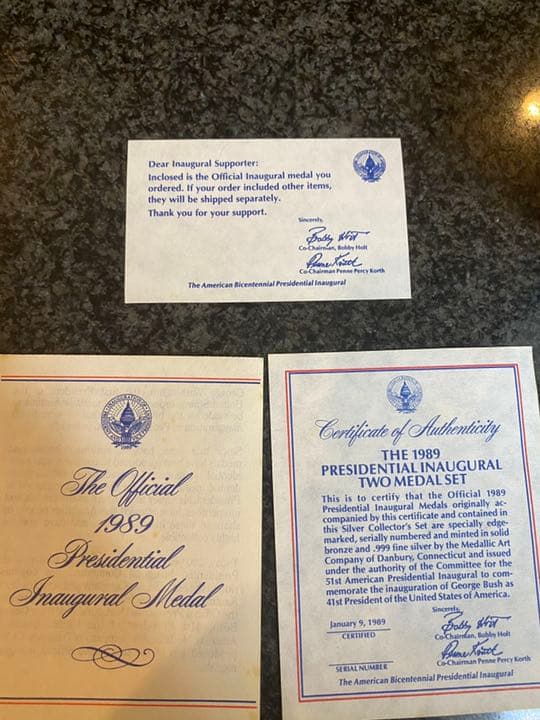 Dear Inaugural Supporter:
Inclosed is the Official Inaugural medal you
ordered. If your order included other items,
they will be shipped separately.
Thank you for your support.
Sincerely,
Bobby Holt
Co-Chairman, Bobby Holt
Penne Korth
Co-Chairman Penne Percy Korth
The American Bicentennial Presidential Inaugural
The Official
1989
Presidential
Inaugural Medal
Certificate of Authenticity
THE 1989
PRESIDENTIAL INAUGURAL
TWO MEDAL SET
This is to certify that the Official 1989
Presidential Inaugural Medals originally ac-
companied by this certificate and contained in
this Silver Collector's Set are specially edge-
marked, serially numbered and minted in solid
bronze and .999 fine silver by the Medallic Art
Company of Danbury, Connecticut and issued
under the authority of the Committee for the
51st American Presidential Inaugural to com-
memorate the inauguration of George Bush as
41st President of the United States of America.
Sincerely,
January 9, 1989
CERTIFIED
Bobby Holt
Co-Chairman, Bobby Holt
Penne Korth
Co-Chairman Penne Percy Korth
SERIAL NUMBER
The American Bicentennial Presidential Inaugural